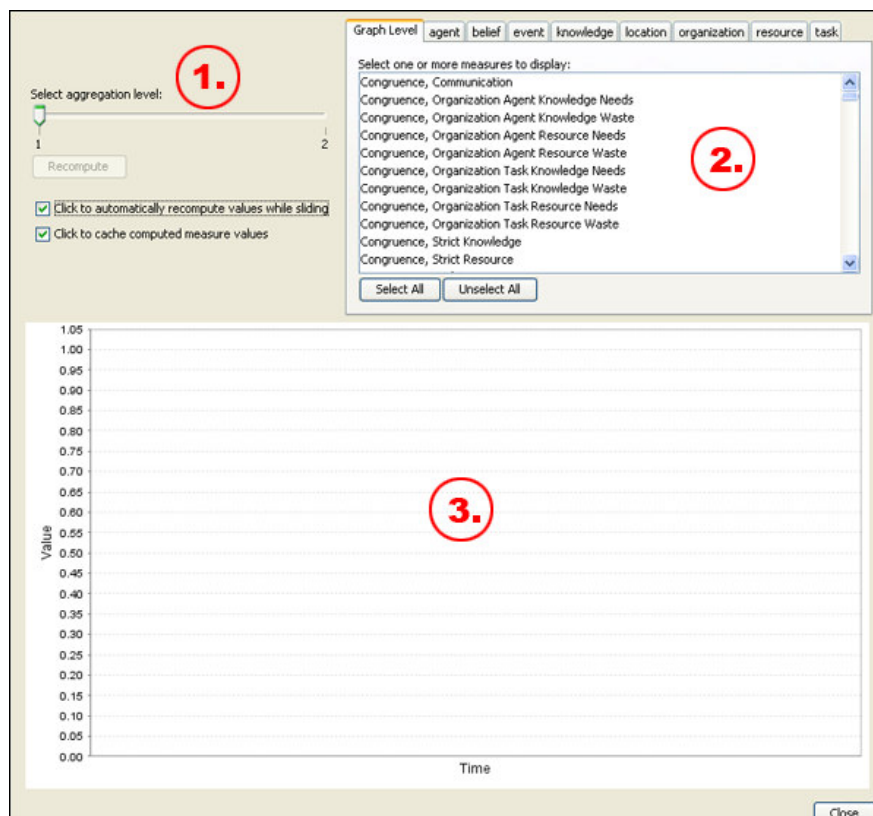 Graph Level agent belief event knowledge location organization resource task
1.
Select aggregation level:
1 2
Recompute
Click to automatically recompute values while sliding
Click to cache computed measure values
Select one or more measures to display:
Congruence, Communication
Congruence, Organization Agent Knowledge Needs
Congruence, Organization Agent Knowledge Waste
Congruence, Organization Agent Resource Needs
Congruence, Organization Agent Resource Waste
Congruence, Organization Task Knowledge Needs
Congruence, Organization Task Knowledge Waste
Congruence, Organization Task Resource Needs
Congruence, Organization Task Resource Waste
Congruence, Strict Knowledge
Congruence, Strict Resource
2.
Select All Unselect All
1.05
1.00
0.95
0.90
0.85
0.80
0.75
0.70
0.65
0.60
0.55
0.50
0.45
0.40
0.35
0.30
0.25
0.20
0.15
0.10
0.05
0.00
Value
3.
Time
Close